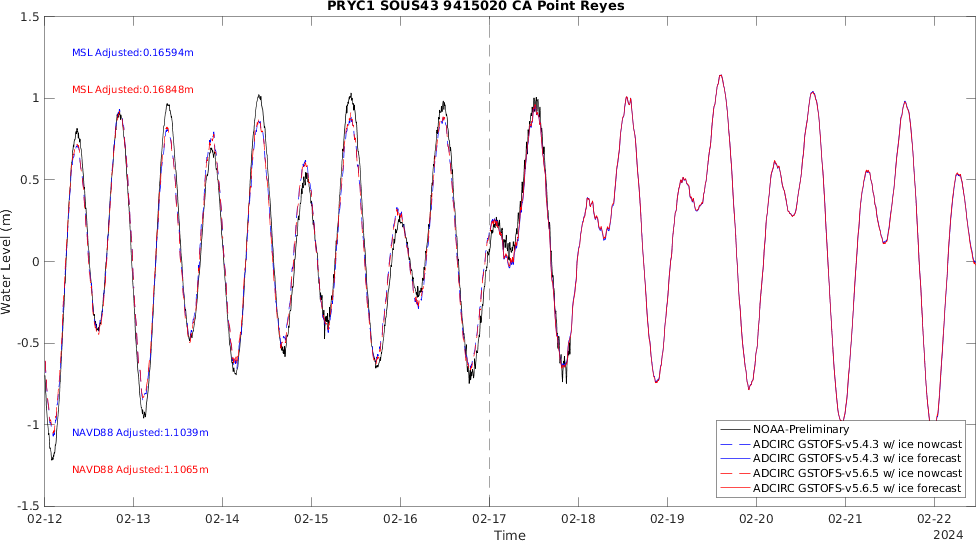 PRYC1 SOUS43 9415020 CA Point Reyes
1.5
MSL Adjusted:0.16594m
MSL Adjusted:0.16848m
1
0.5
0
Water Level (m)
-0.5
-1
NAVD88 Adjusted:1.1039m
NAVD88 Adjusted:1.1065m
-1.5
NOAA-Preliminary
ADCIRC GSTOFS-v5.4.3 w/ ice nowcast
ADCIRC GSTOFS-v5.4.3 w/ ice forecast
ADCIRC GSTOFS-v5.6.5 w/ ice nowcast
ADCIRC GSTOFS-v5.6.5 w/ ice forecast
02-12 02-13 02-14 02-15 02-16 02-17 02-18 02-19 02-20 02-21 02-22
Time
2024